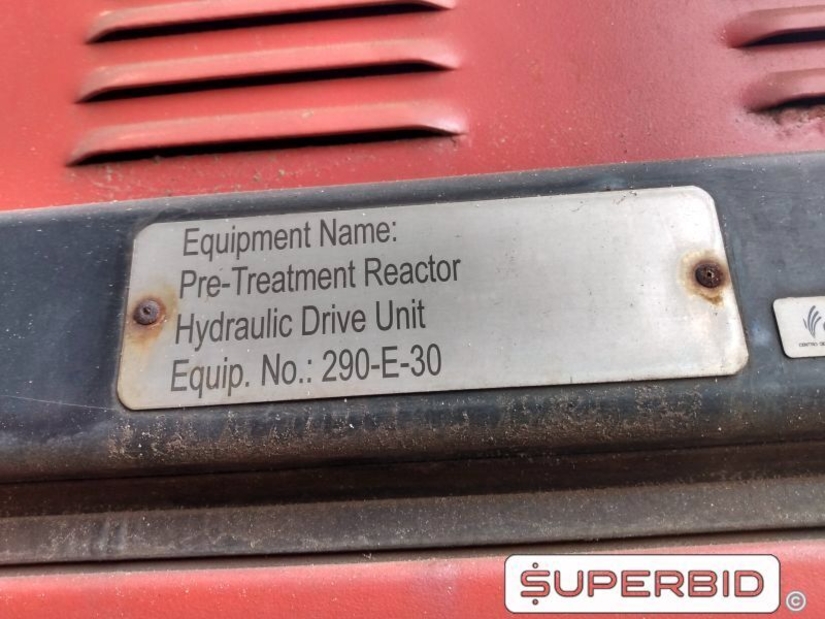 Equipment Name:
Pre-Treatment Reactor
Hydraulic Drive Unit
Equip. No.: 290-E-30
SUPERBID
©